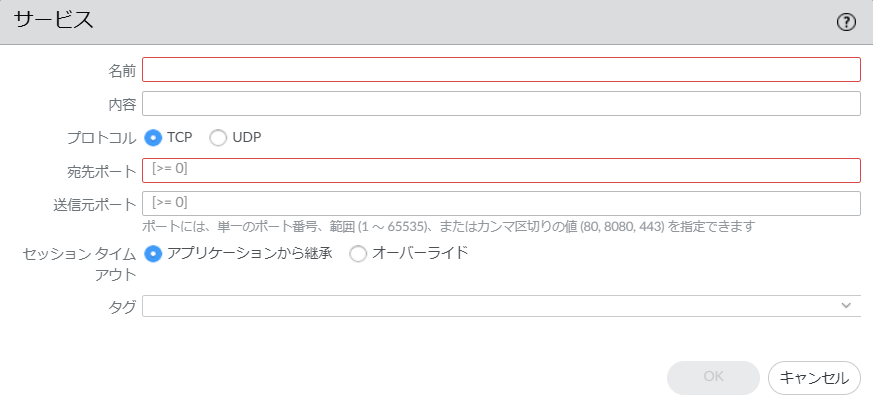 サービス
名前
内容
プロトコル TCP UDP
宛先ポート [>= 0]
送信元ポート [>= 0]
ポートには、単一のポート番号、範囲 (1 ～ 65535)、またはカンマ区切りの値 (80, 8080, 443) を指定できます
セッション タイム アプリケーションから継承 オーバーライド
アウト
タグ
OK キャンセル